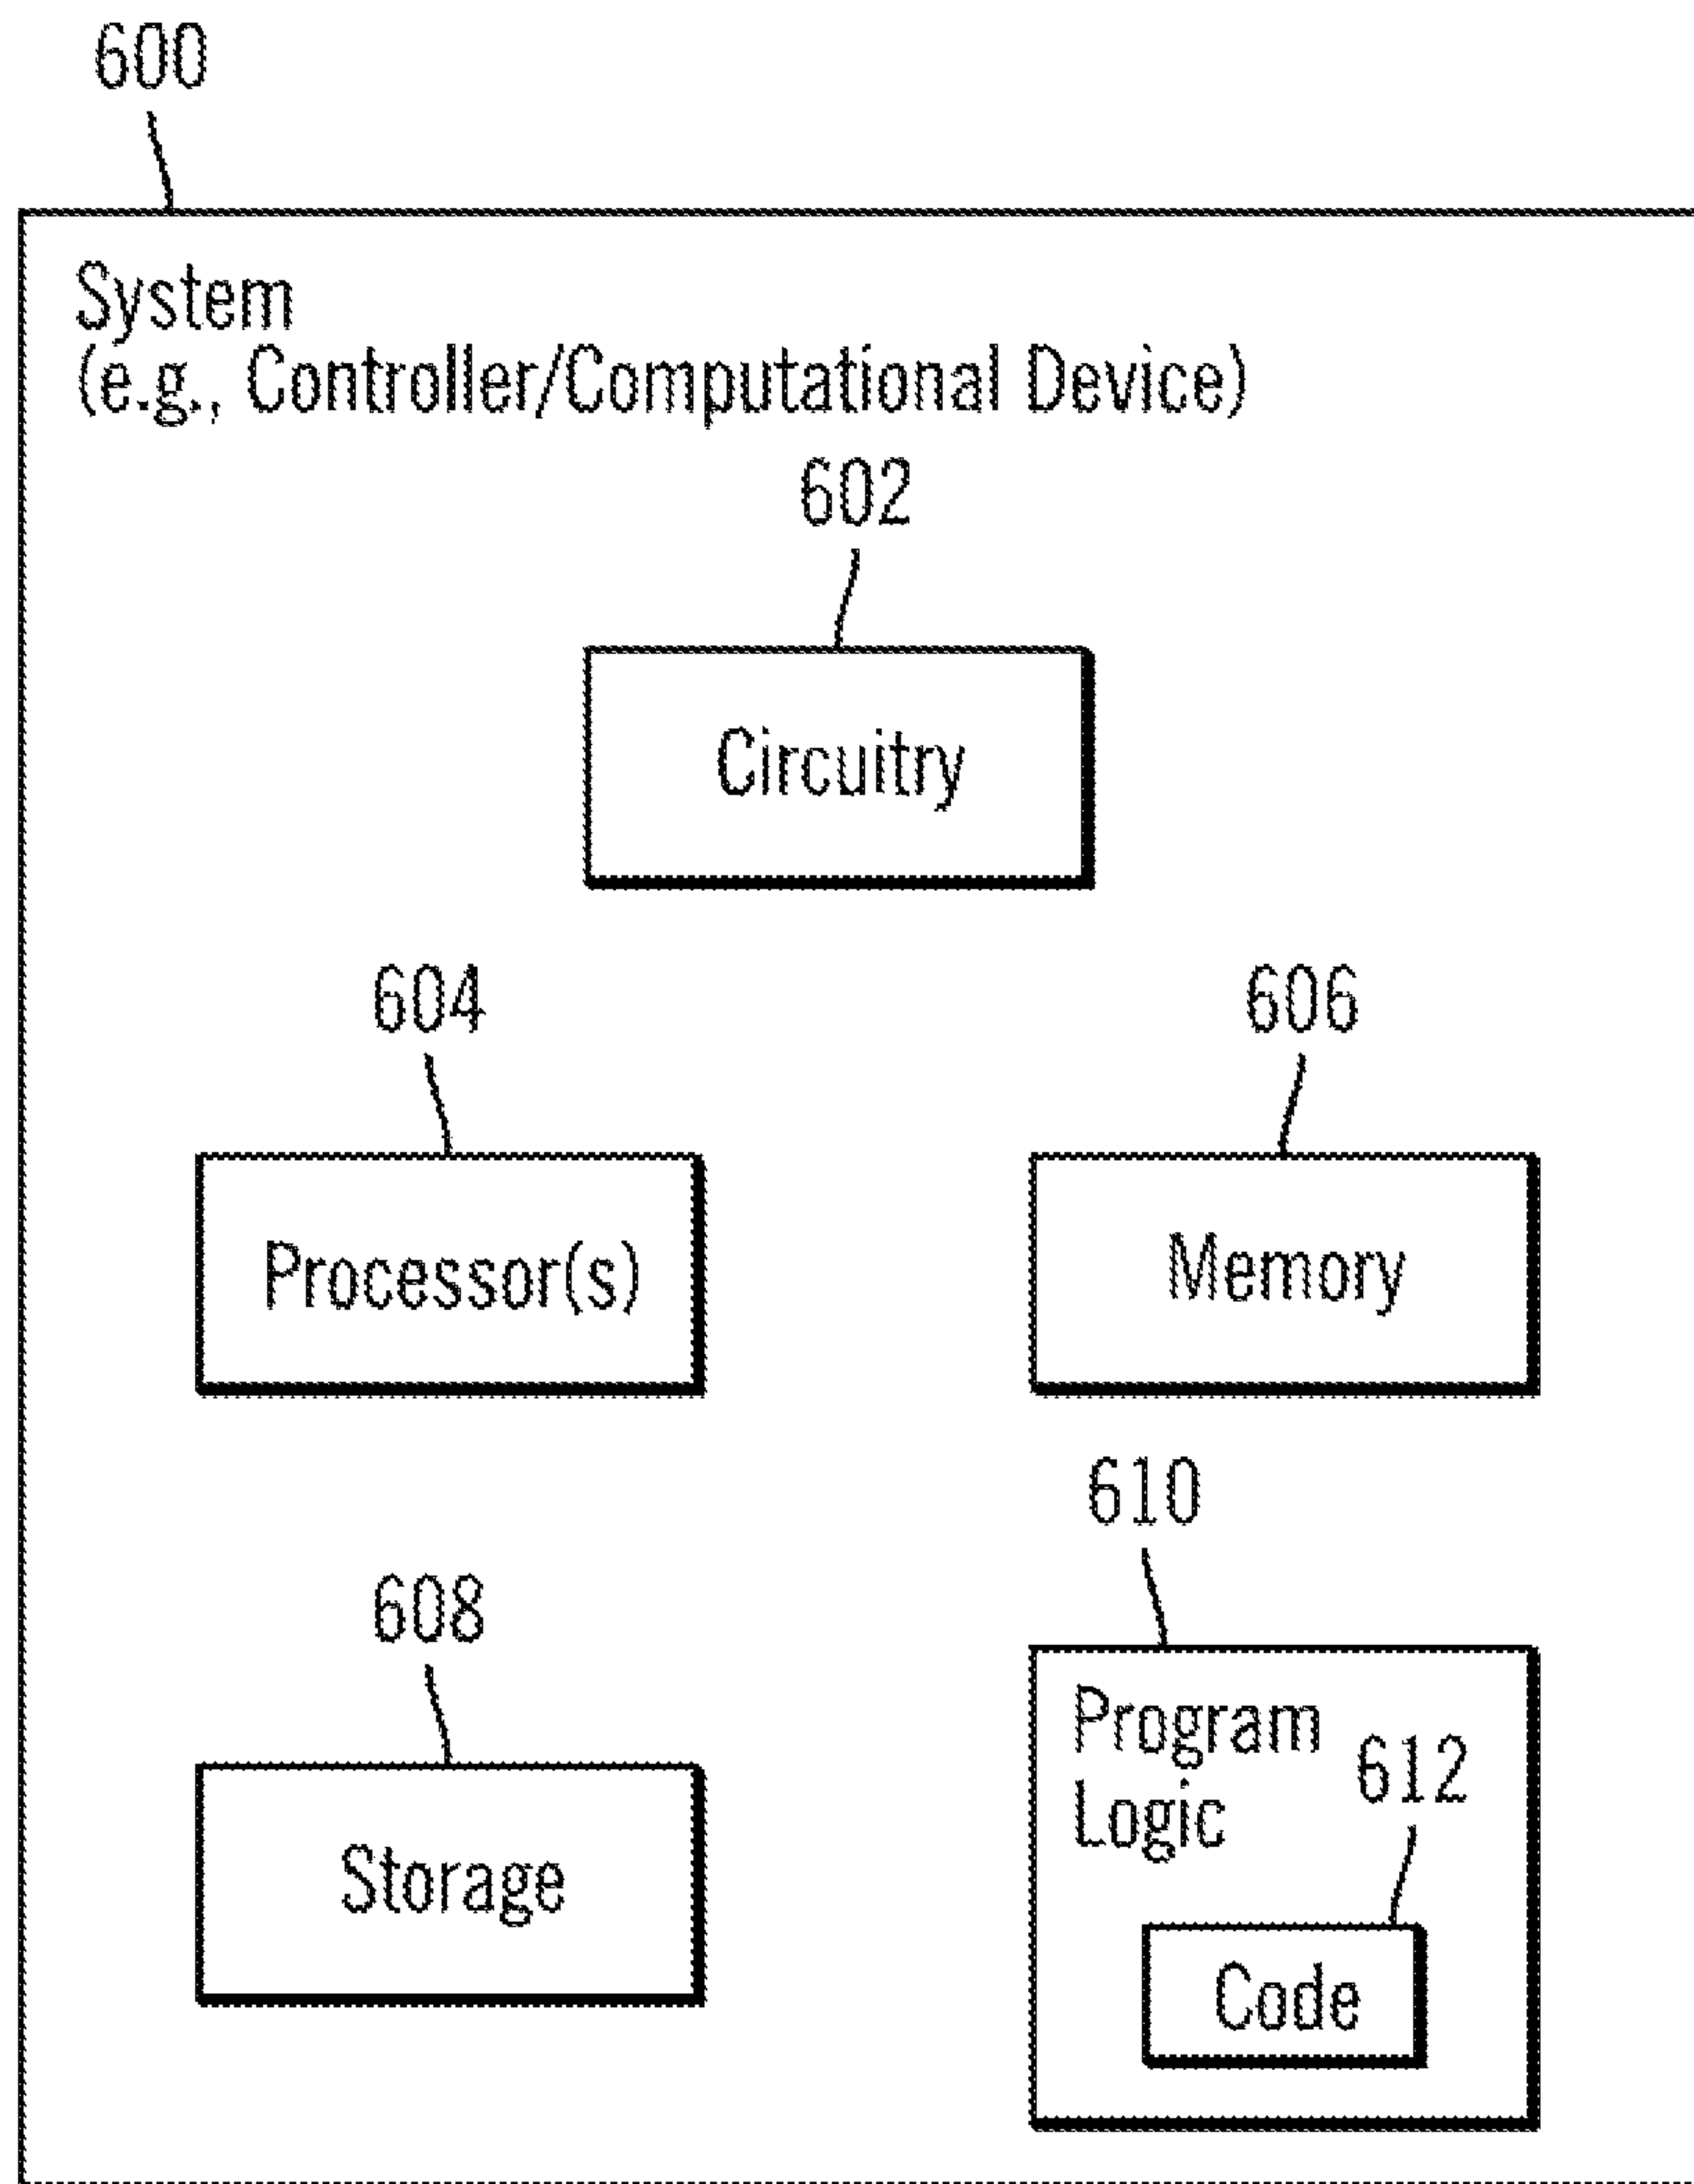 600
System
(e.g., Controller/Computational Device)
602
Circuitry
604
606
Processor(s)
Memory
610
608
Program
Logic
612
Storage
Code